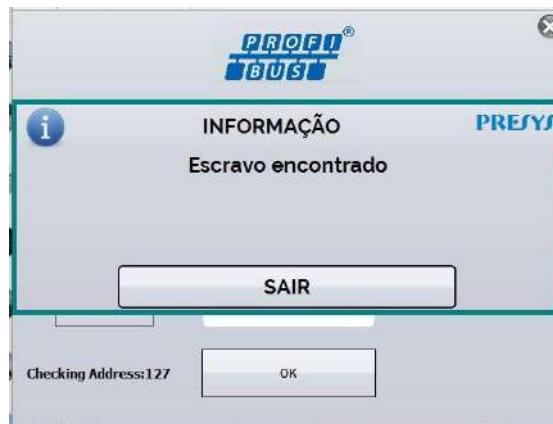 PROFI®
BUS
INFORMAÇÃO
PRESYS
Escravo encontrado
SAIR
Checking Address:127
OK